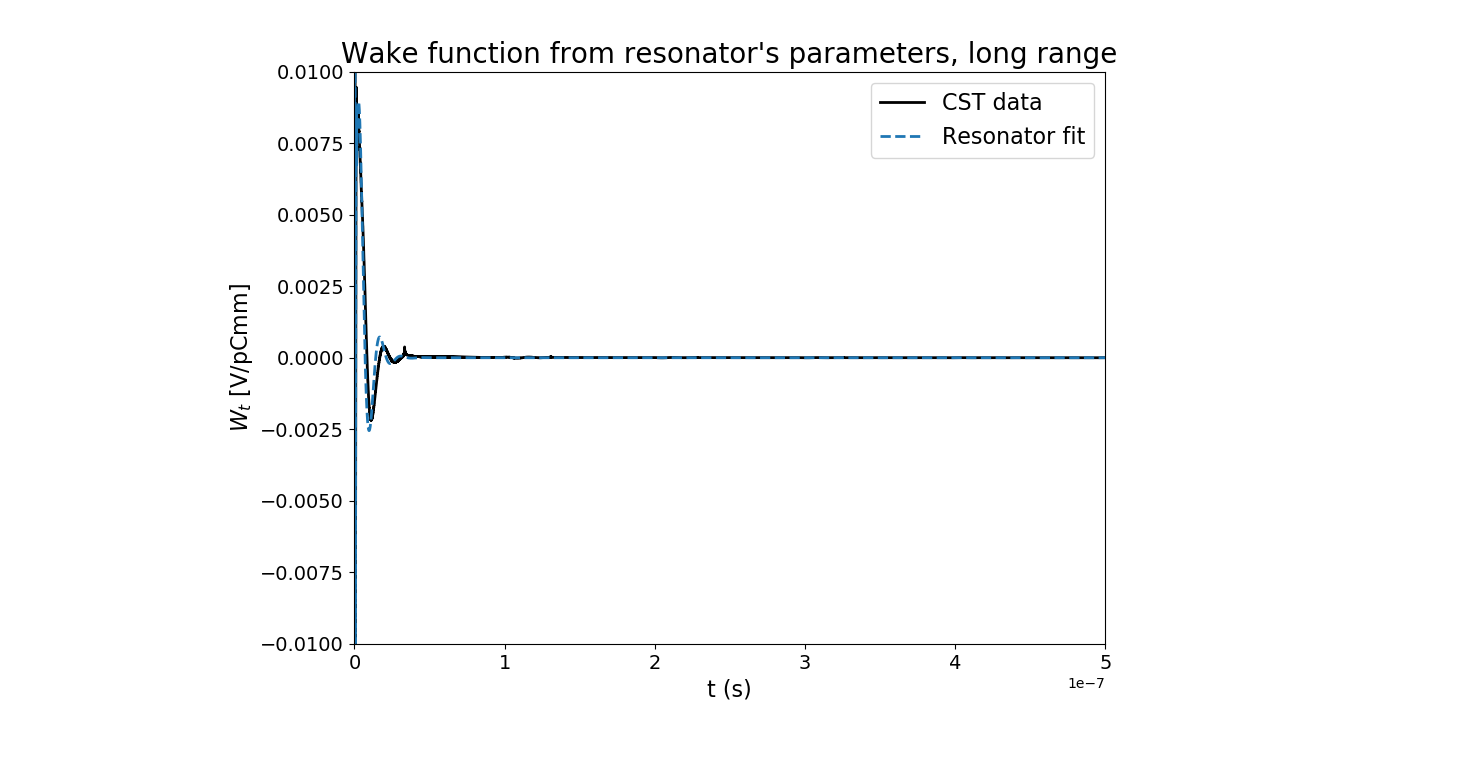 Wake function from resonator's parameters, long range
0.0100
0.0075
0.0050
0.0025
0.0000
−0.0025
−0.0050
−0.0075
−0.0100
W_t [V/pCmm]
CST data
Resonator fit
0 1 2 3 4 5
1e−7
t (s)